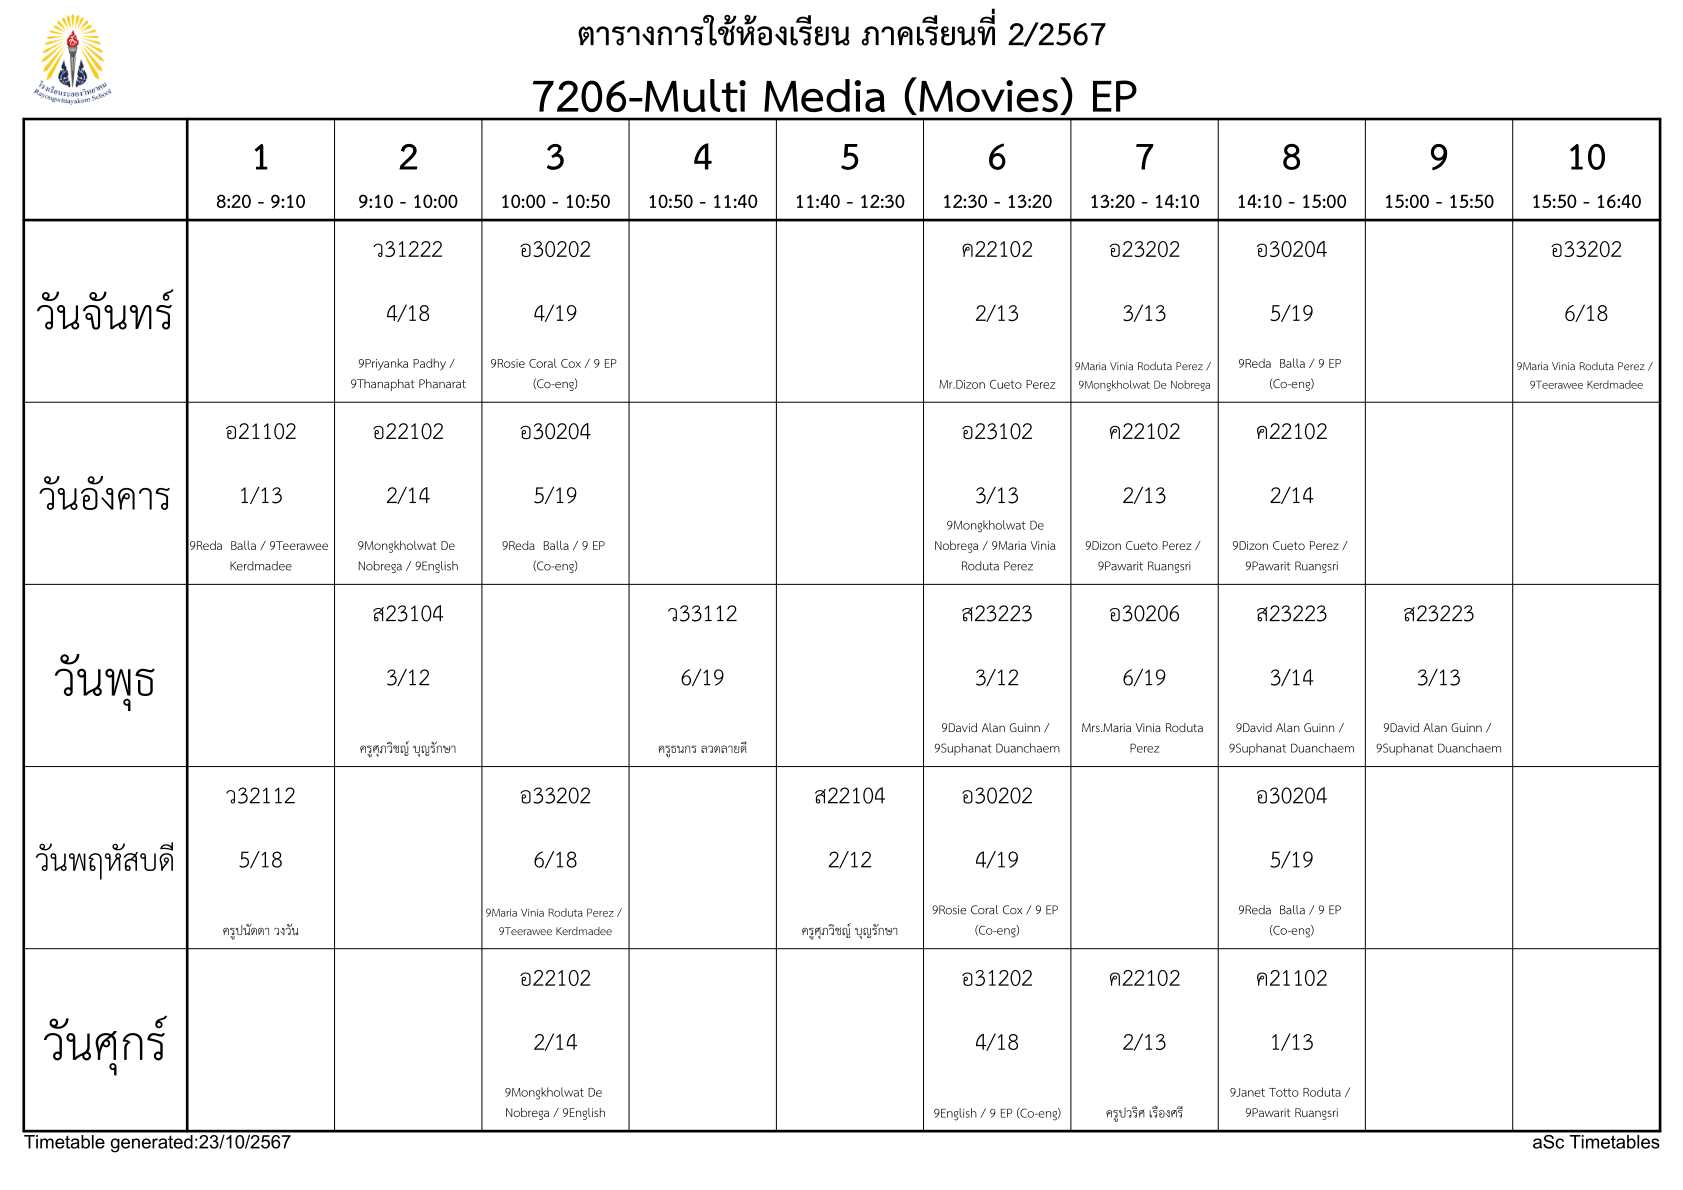 ตารางการใช้ห้องเรียน ภาคเรียนที่ 2/2567
โรงเรียนระยองวิทยาคม
Rayongwittayakom School
7206-Multi Media (Movies) EP
1 2 3 4 5 6 7 8 9 10
8:20 - 9:10 9:10 - 10:00 10:00 - 10:50 10:50 - 11:40 11:40 - 12:30 12:30 - 13:20 13:20 - 14:10 14:10 - 15:00 15:00 - 15:50 15:50 - 16:40
วันจันทร์
ว31222
4/18
9Priyanka Padhy /
9Thanaphat Phanarat
อ30202
4/19
9Rosie Coral Cox / 9 EP
(Co-eng)
ค22102
2/13
Mr.Dizon Cueto Perez
อ23202
3/13
9Maria Vinia Roduta Perez /
9Mongkholwat De Nobrega
อ30204
5/19
9Reda  Balla / 9 EP
(Co-eng)
อ33202
6/18
9Maria Vinia Roduta Perez /
9Teerawee Kerdmadee
วันอังคาร
อ21102
1/13
9Reda  Balla / 9Teerawee
Kerdmadee
อ22102
2/14
9Mongkholwat De
Nobrega / 9English
อ30204
5/19
9Reda  Balla / 9 EP
(Co-eng)
อ23102
3/13
9Mongkholwat De
Nobrega / 9Maria Vinia
Roduta Perez
ค22102
2/13
9Dizon Cueto Perez /
9Pawarit Ruangsri
ค22102
2/14
9Dizon Cueto Perez /
9Pawarit Ruangsri
วันพุธ
ส23104
3/12
ครูศุภวิชญ์ บุญรักษา
ว33112
6/19
ครูธนกร ลวดลายดี
ส23223
3/12
9David Alan Guinn /
9Suphanat Duanchaem
อ30206
6/19
Mrs.Maria Vinia Roduta
Perez
ส23223
3/14
9David Alan Guinn /
9Suphanat Duanchaem
ส23223
3/13
9David Alan Guinn /
9Suphanat Duanchaem
วันพฤหัสบดี
ว32112
5/18
ครูปนัดดา วงวัน
อ33202
6/18
9Maria Vinia Roduta Perez /
9Teerawee Kerdmadee
ส22104
2/12
ครูศุภวิชญ์ บุญรักษา
อ30202
4/19
9Rosie Coral Cox / 9 EP
(Co-eng)
อ30204
5/19
9Reda  Balla / 9 EP
(Co-eng)
วันศุกร์
อ22102
2/14
9Mongkholwat De
Nobrega / 9English
อ31202
4/18
9English / 9 EP (Co-eng)
ค22102
2/13
ครูปวริศ เรืองศรี
ค21102
1/13
9Janet Totto Roduta /
9Pawarit Ruangsri
Timetable generated:23/10/2567
aSc Timetables